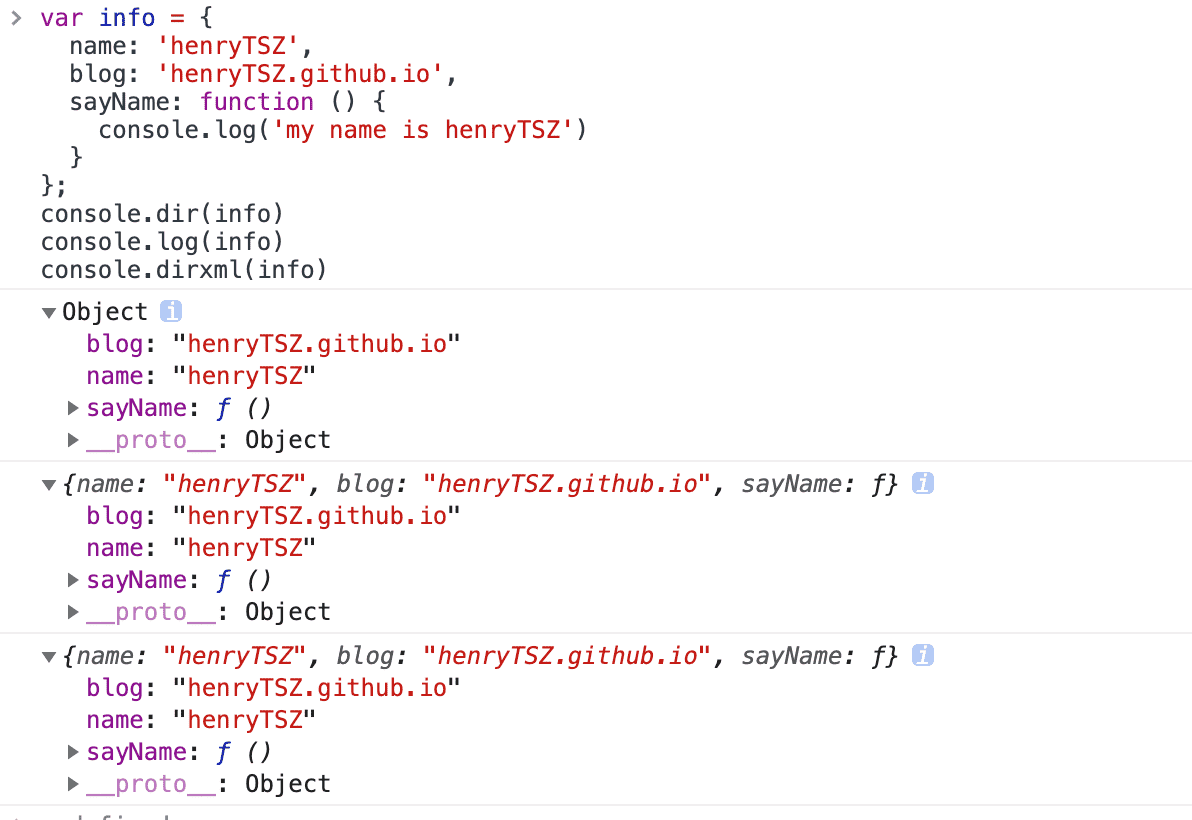 > var info = {
name: 'henryTSZ',
blog: 'henryTSZ.github.io',
sayName: function () {
console.log('my name is henryTSZ')
}
};
console.dir(info)
console.log(info)
console.dirxml(info)
▼Object i
blog: "henryTSZ.github.io"
name: "henryTSZ"
▶sayName: ƒ ()
▶__proto__: Object
▼{name: "henryTSZ", blog: "henryTSZ.github.io", sayName: ƒ} i
blog: "henryTSZ.github.io"
name: "henryTSZ"
▶sayName: ƒ ()
▶__proto__: Object
▼{name: "henryTSZ", blog: "henryTSZ.github.io", sayName: ƒ} i
blog: "henryTSZ.github.io"
name: "henryTSZ"
▶sayName: ƒ ()
▶__proto__: Object